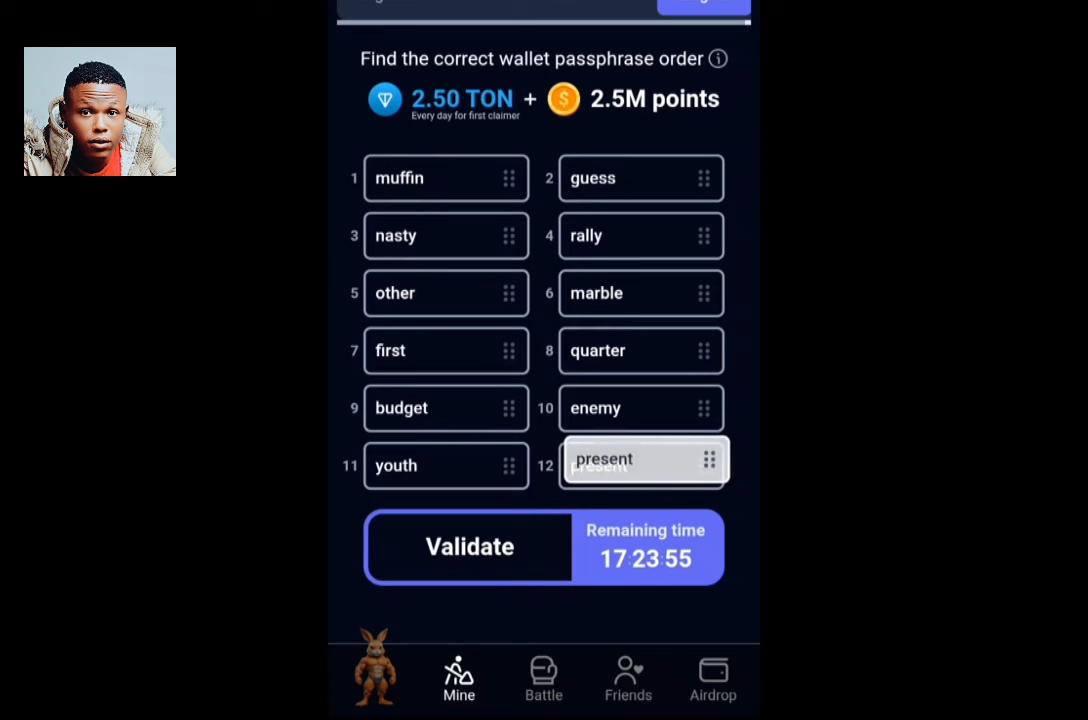 Find the correct wallet passphrase order
2.50 TON + $ 2.5M points
Every day for first claimer
1 muffin 2 guess
3 nasty 4 rally
5 other 6 marble
7 first 8 quarter
9 budget 10 enemy
11 youth 12 present
Validate
Remaining time
17:23:55
Mine Battle Friends Airdrop